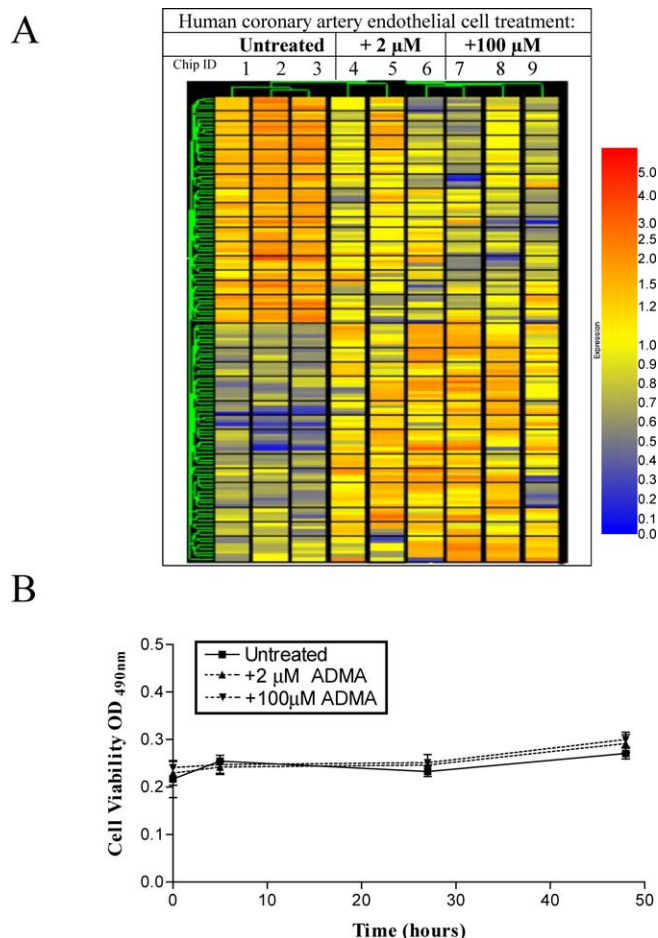 A
Human coronary artery endothelial cell treatment:
Untreated + 2 μM +100 μM
Chip ID 1 2 3 4 5 6 7 8 9
5.0
4.0
3.0
2.5
2.0
1.5
1.2
1.0
0.9
0.8
0.7
0.6
0.5
0.4
0.3
0.2
0.1
0.0
Expression
B
Untreated
+2 μM ADMA
+100μM ADMA
Cell Viability OD 490nm
0.5
0.4
0.3
0.2
0.1
0.0
0 10 20 30 40 50
Time (hours)